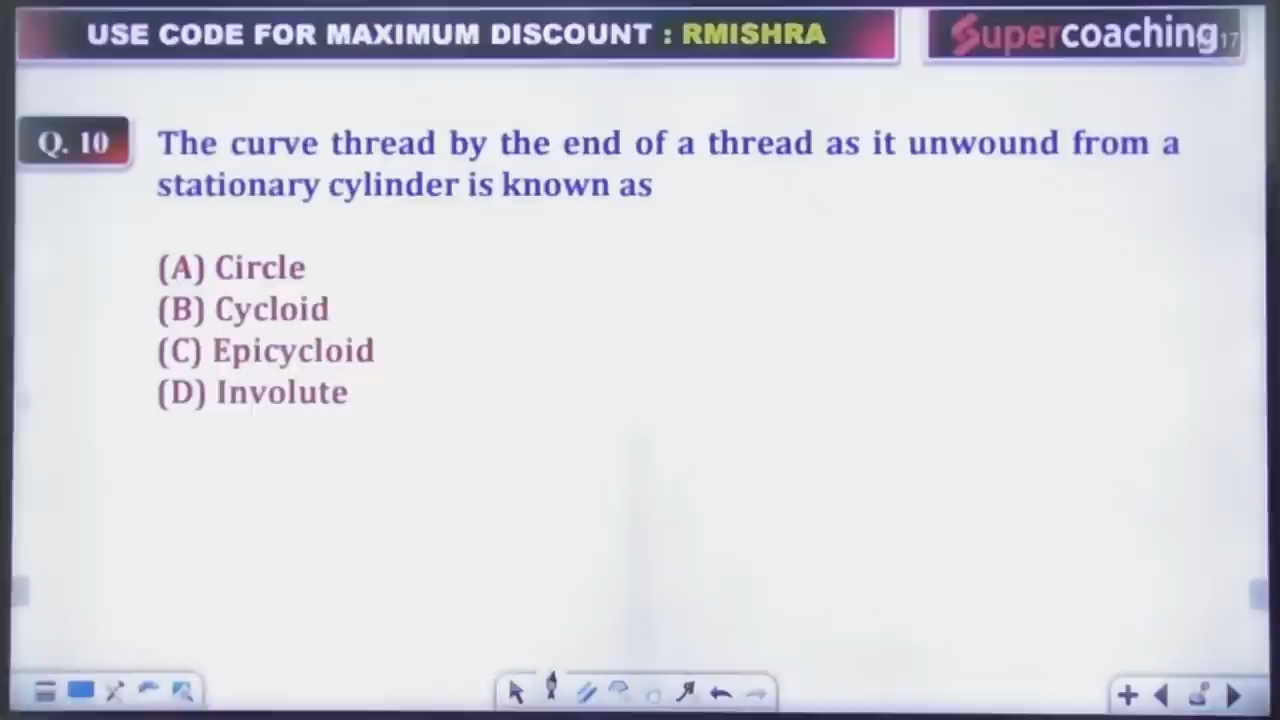 USE CODE FOR MAXIMUM DISCOUNT : RMISHRA
Supercoaching
17
Q. 10
The curve thread by the end of a thread as it unwound from a
stationary cylinder is known as
(A) Circle
(B) Cycloid
(C) Epicycloid
(D) Involute